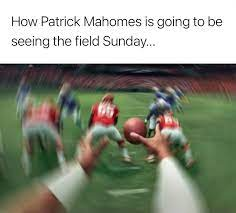 How Patrick Mahomes is going to be
seeing the field Sunday...